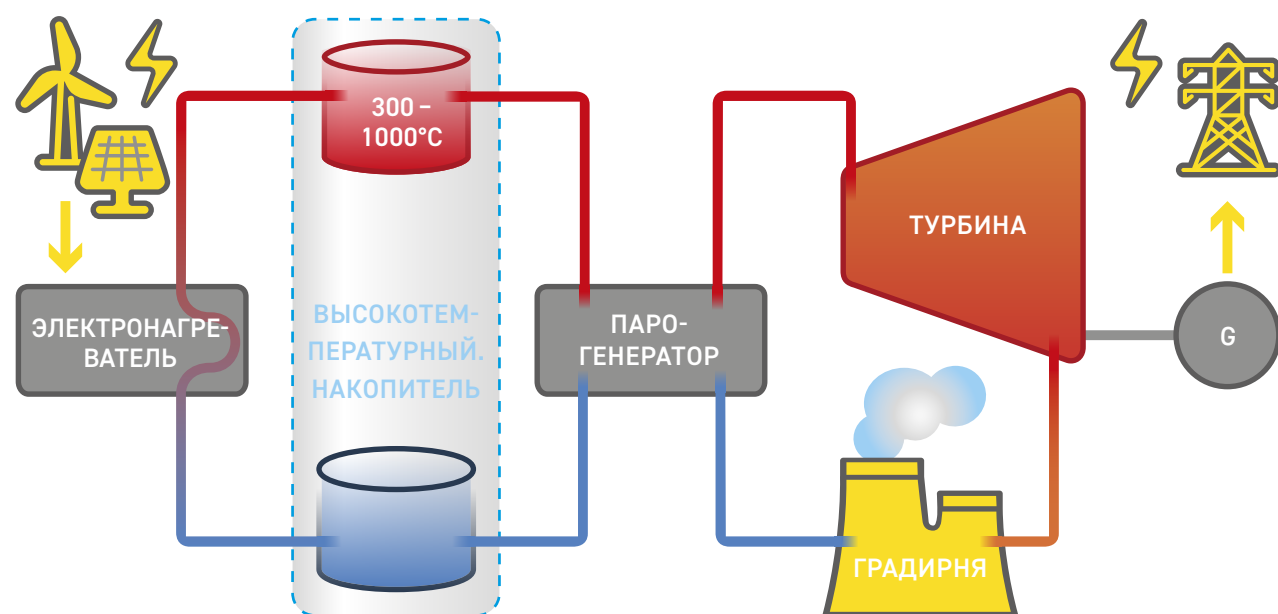 300 –
1000°C
ТУРБИНА
ЭЛЕКТРОНАГРЕ-
ВАТЕЛЬ
ВЫСОКОТЕМ-
ПЕРАТУРНЫЙ.
НАКОПИТЕЛЬ
ПАРО-
ГЕНЕРАТОР
G
ГРАДИРНЯ